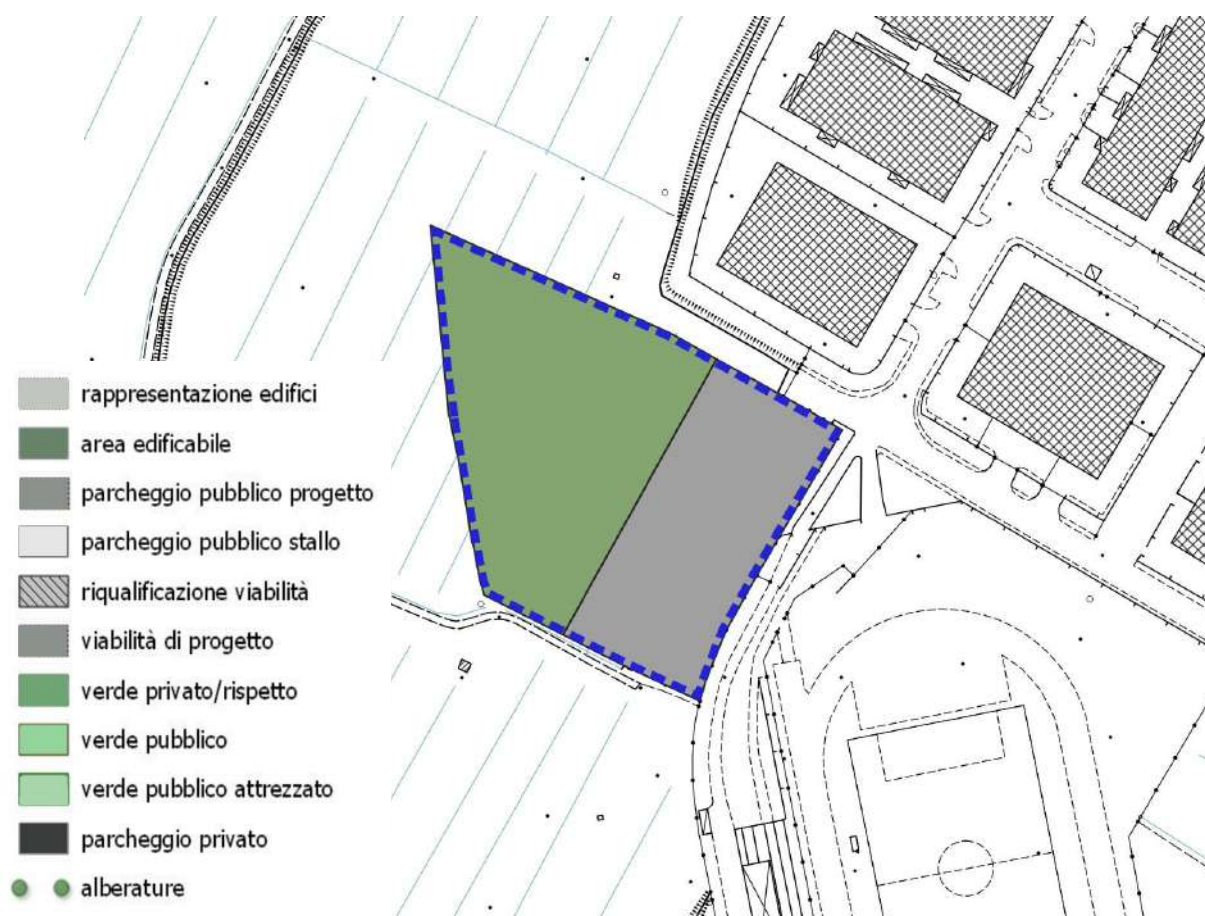 rappresentazione edifici
area edificabile
parcheggio pubblico progetto
parcheggio pubblico stallo
riqualificazione viabilità
viabilità di progetto
verde privato/rispetto
verde pubblico
verde pubblico attrezzato
parcheggio privato
alberature